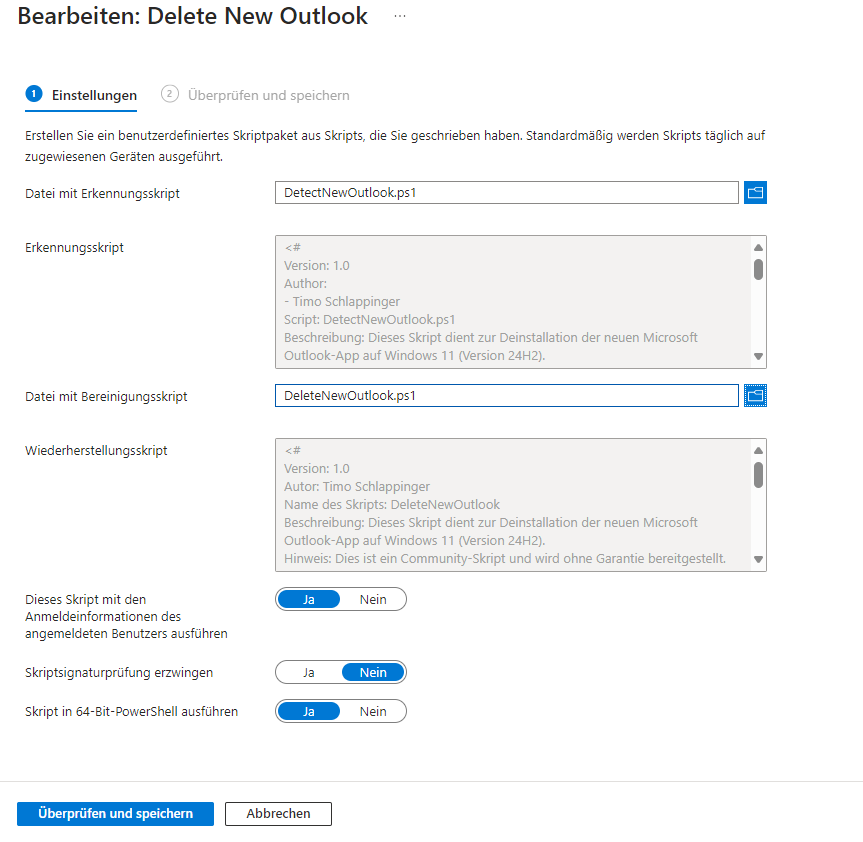 Bearbeiten: Delete New Outlook ...
1 Einstellungen 2 Überprüfen und speichern
Erstellen Sie ein benutzerdefiniertes Skriptpaket aus Skripts, die Sie geschrieben haben. Standardmäßig werden Skripts täglich auf
zugewiesenen Geräten ausgeführt.
Datei mit Erkennungsskript
DetectNewOutlook.ps1
Erkennungsskript
<#
Version: 1.0
Author:
- Timo Schlappinger
Script: DetectNewOutlook.ps1
Beschreibung: Dieses Skript dient zur Deinstallation der neuen Microsoft
Outlook-App auf Windows 11 (Version 24H2).
Datei mit Bereinigungsskript
DeleteNewOutlook.ps1
Wiederherstellungsskript
<#
Version: 1.0
Autor: Timo Schlappinger
Name des Skripts: DeleteNewOutlook
Beschreibung: Dieses Skript dient zur Deinstallation der neuen Microsoft
Outlook-App auf Windows 11 (Version 24H2).
Hinweis: Dies ist ein Community-Skript und wird ohne Garantie bereitgestellt.
Dieses Skript mit den
Anmeldeinformationen des
angemeldeten Benutzers ausführen
Ja Nein
Skriptsignaturprüfung erzwingen
Ja Nein
Skript in 64-Bit-PowerShell ausführen
Ja Nein
Überprüfen und speichern Abbrechen